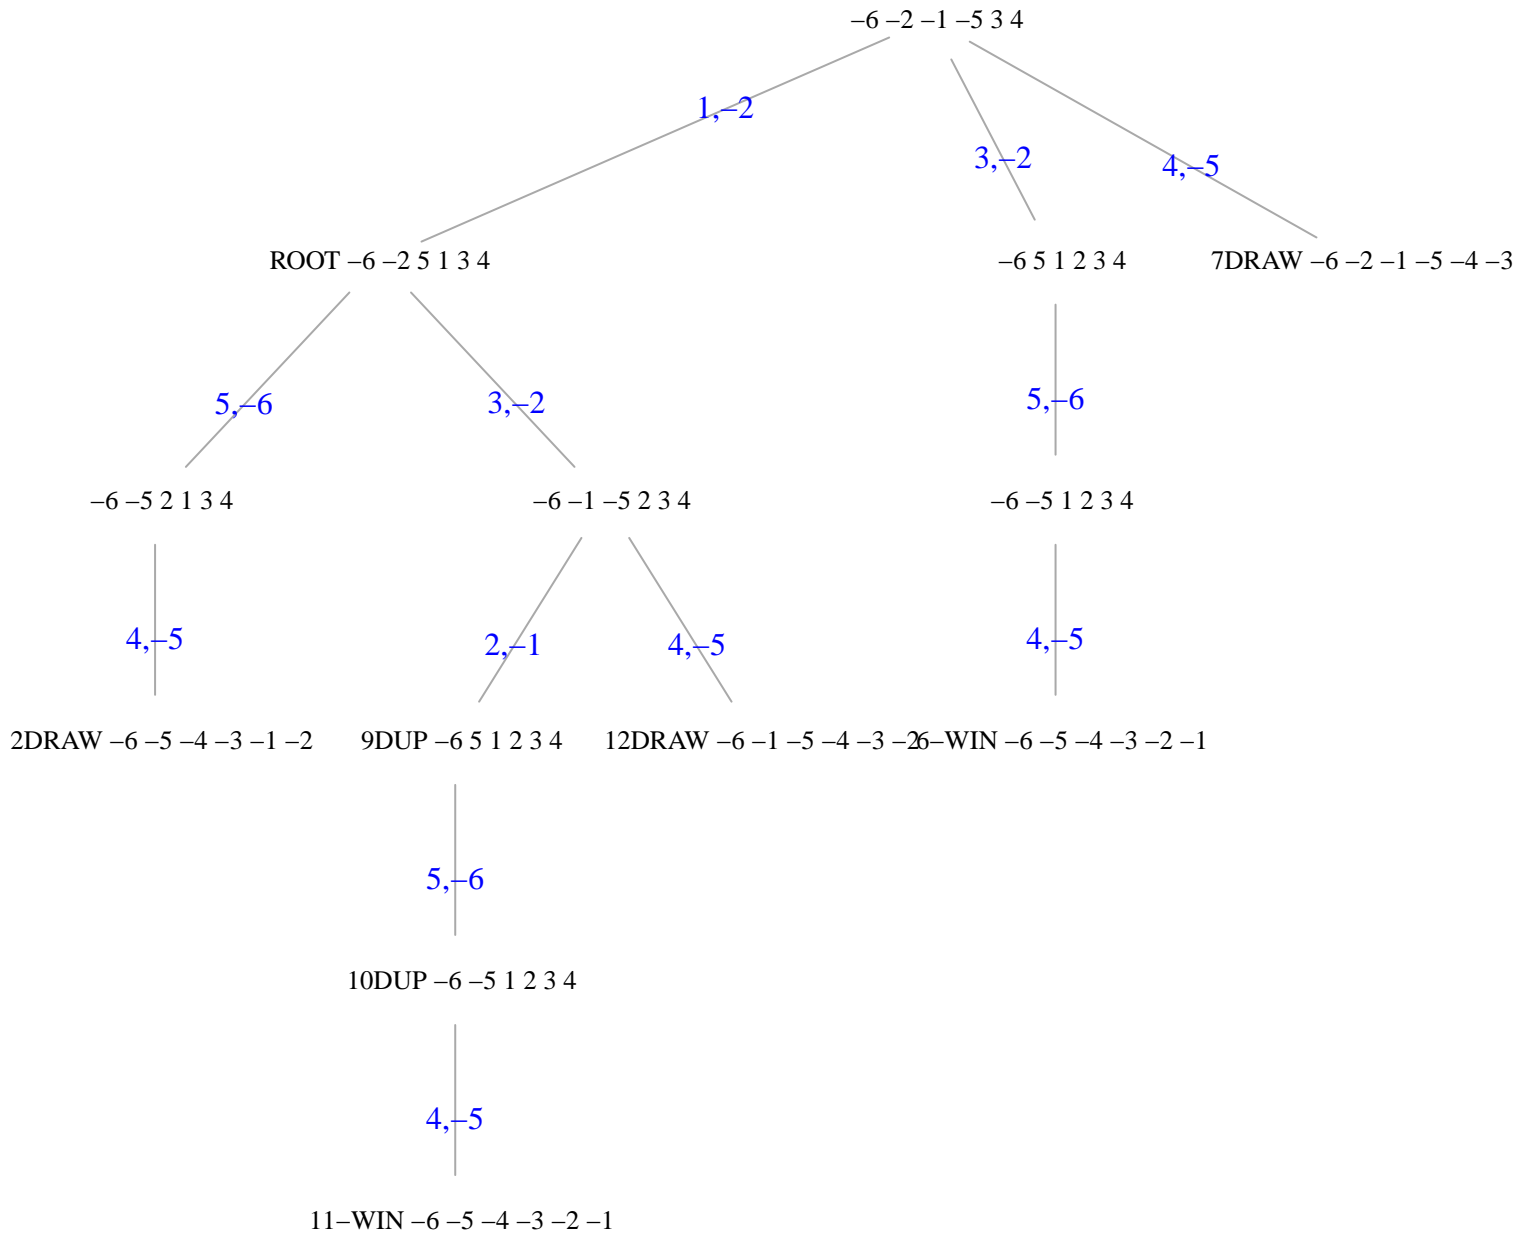 –6 –2 –1 –5 3 4
1,–2
3,–2
4,–5
ROOT –6 –2 5 1 3 4
–6 5 1 2 3 4
7DRAW –6 –2 –1 –5 –4 –3
5,–6
3,–2
5,–6
–6 –5 2 1 3 4
–6 –1 –5 2 3 4
–6 –5 1 2 3 4
4,–5
2,–1
4,–5
4,–5
2DRAW –6 –5 –4 –3 –1 –2
9DUP –6 5 1 2 3 4
12DRAW –6 –1 –5 –4 –3 –2
6–WIN –6 –5 –4 –3 –2 –1
5,–6
10DUP –6 –5 1 2 3 4
4,–5
11–WIN –6 –5 –4 –3 –2 –1